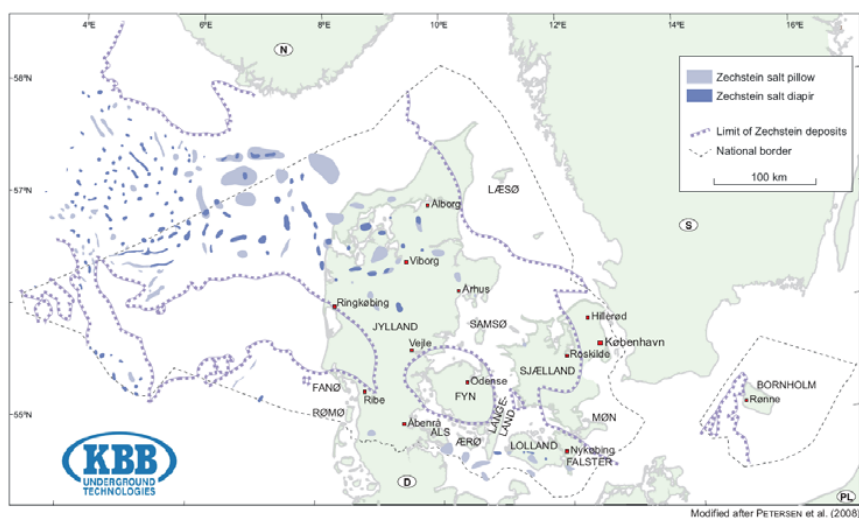 4°E 6°E 8°E 10°E 12°E 14°E 16°E 17°E
58°N
57°N
55°N
N
S
D
PL
Zechstein salt pillow
Zechstein salt diapir
Limit of Zechstein deposits
National border
100 km
LÆSØ
Ålborg
Viborg
Århus
Ringkøbing
JYLLAND
SAMSØ
Vejle
Hillerød
København
Roskilde
SJÆLLAND
FANØ
Ribe
RØMØ
Odense
FYN
LANGE-
LAND
MØN
BORNHOLM
Rønne
Åbenrå
ALS
ÆRØ
LOLLAND
Nykøbing
FALSTER
KBB
UNDERGROUND
TECHNOLOGIES
Modified after PETERSEN et al. (2008)